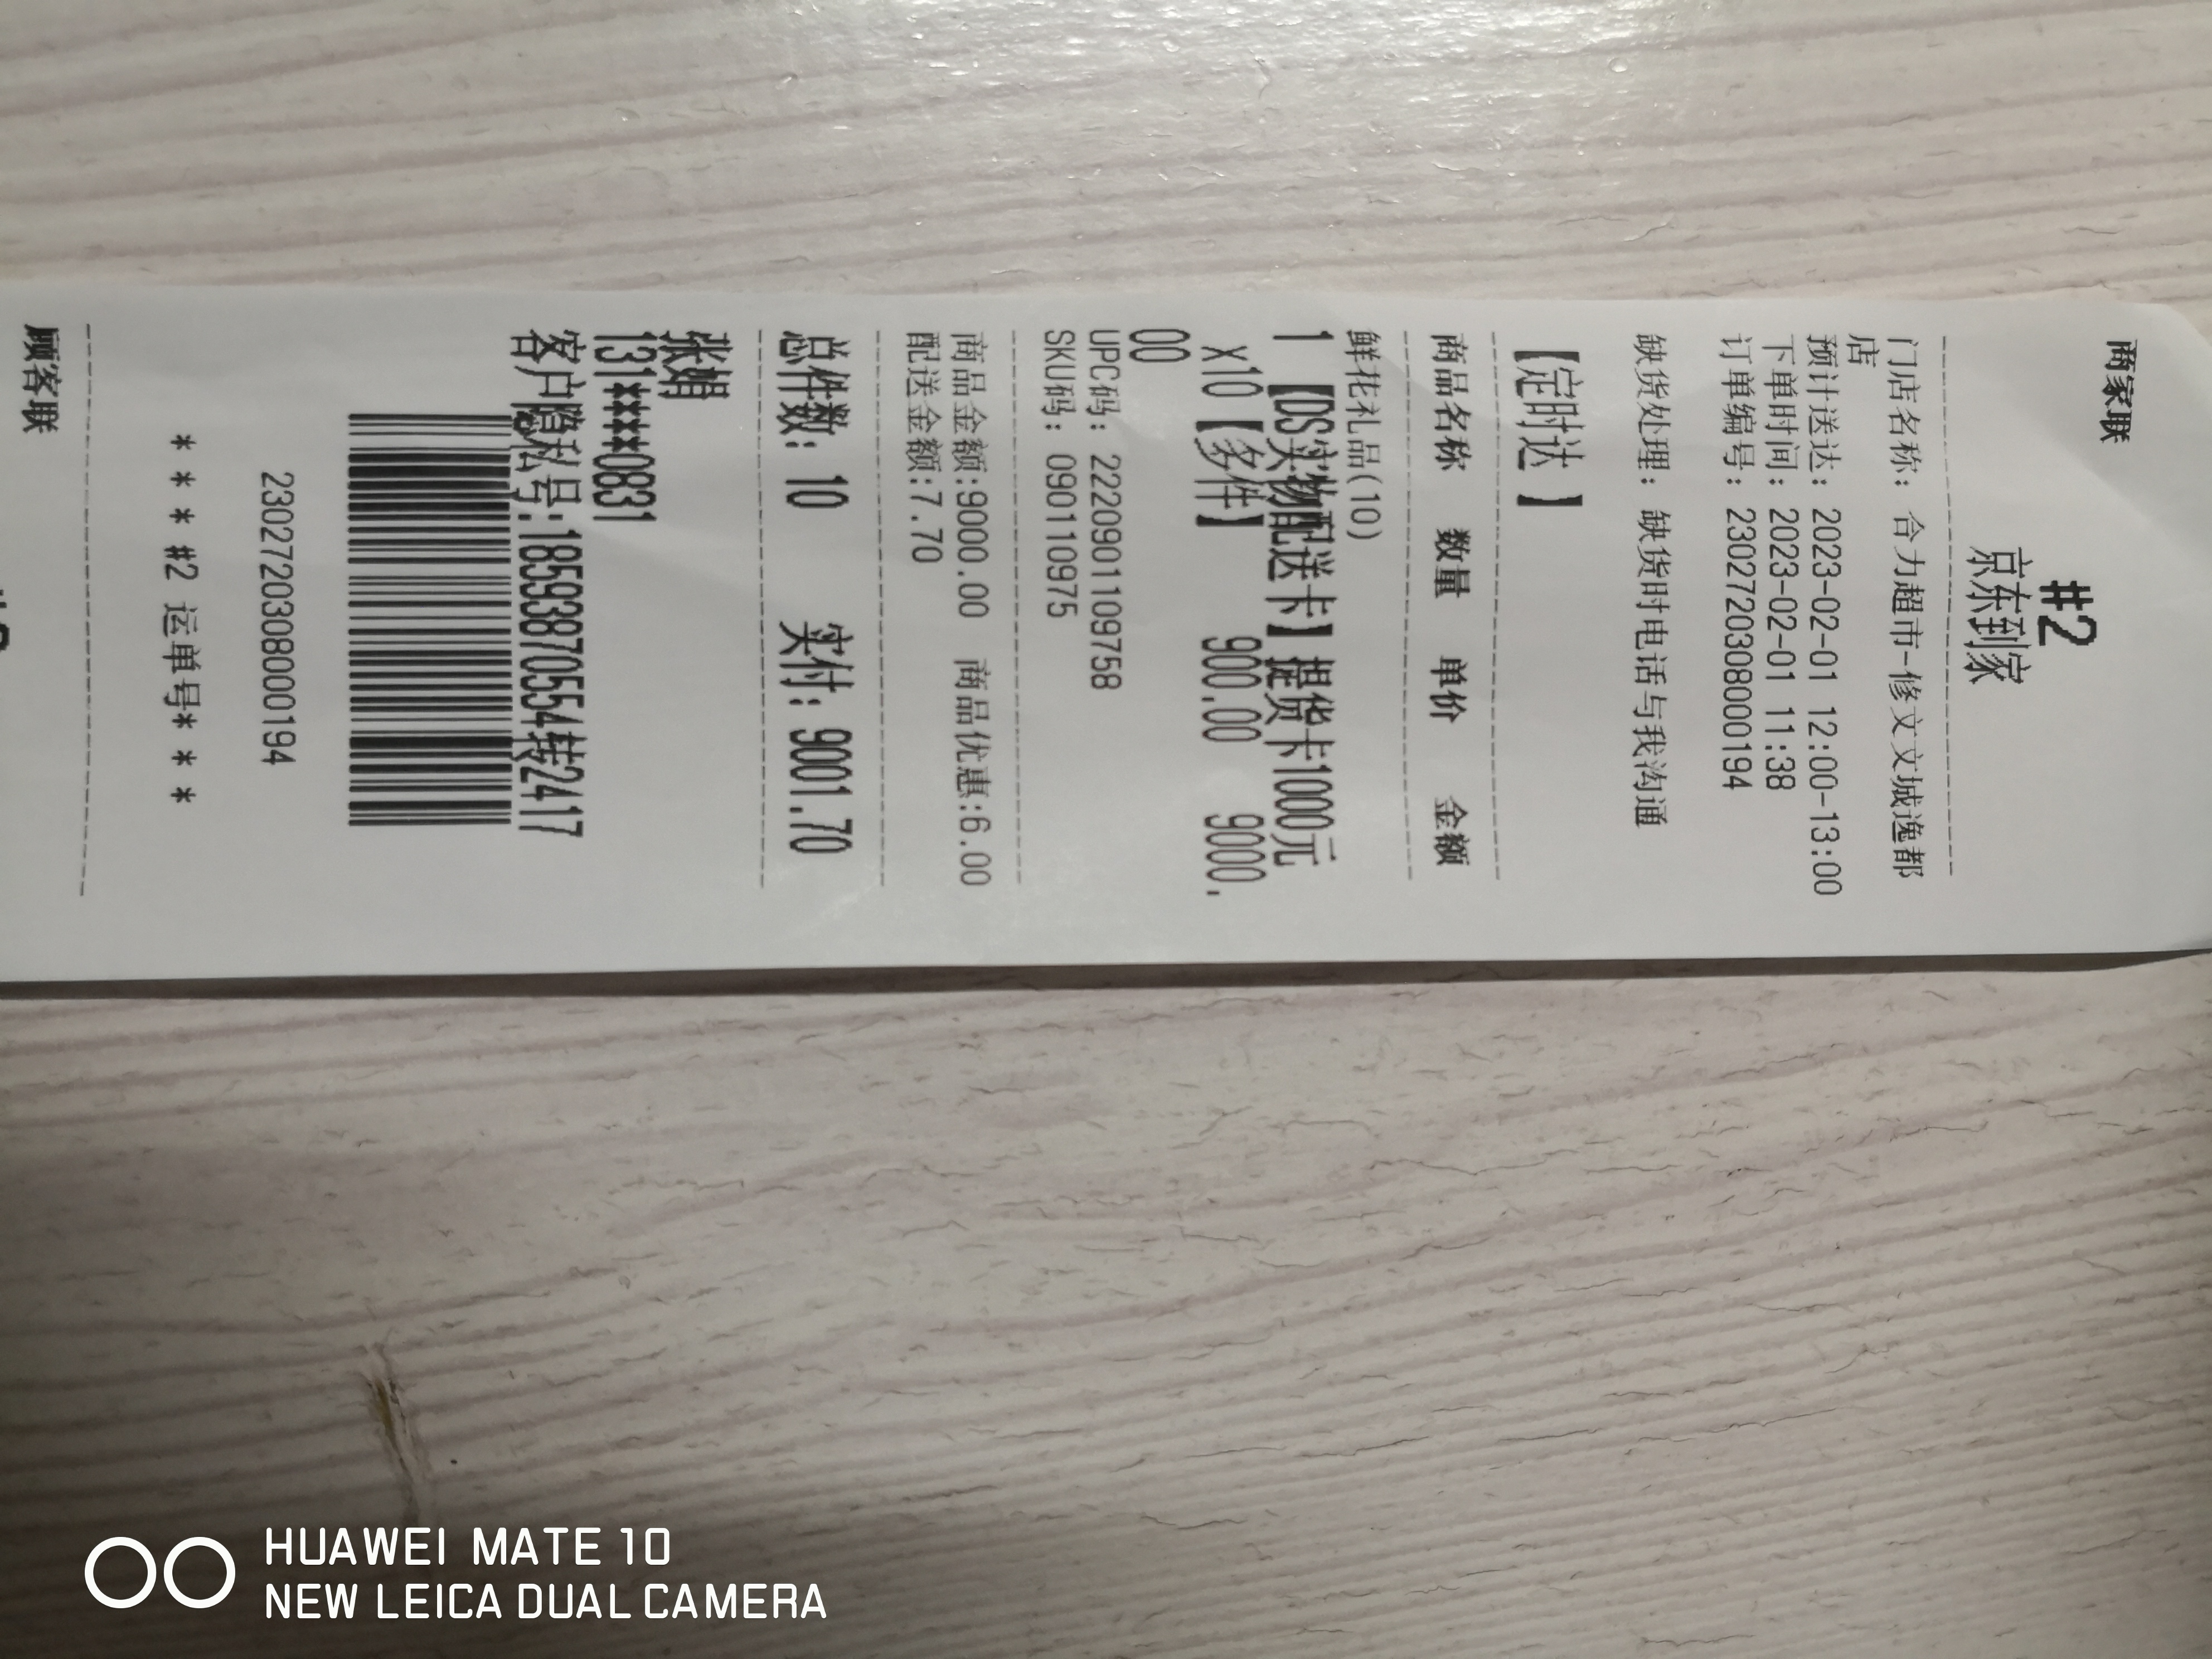 商家联
#2
京东到家
门店名称: 合力超市-修文文城逸都
店
预计送达: 2023-02-01 12:00-13:00
下单时间: 2023-02-01 11:38
订单编号: 2302720308000194
缺货处理: 缺货时电话与我沟通
【定时达】
商品名称 数量 单价 金额
鲜花礼品(10)
1 【DS实物配送卡】提货卡1000元
x10【多件】 900.00 9000.
00
UPC码: 2220901109758
SKU码: 090110975
商品金额:9000.00 商品优惠:6.00
配送金额:7.70
总件数: 10 实付: 9001.70
张娟
131****0831
客户隐私号:18593870554转2417
2302720308000194
* * * #2 运单号* * *
顾客联
HUAWEI MATE 10
NEW LEICA DUAL CAMERA